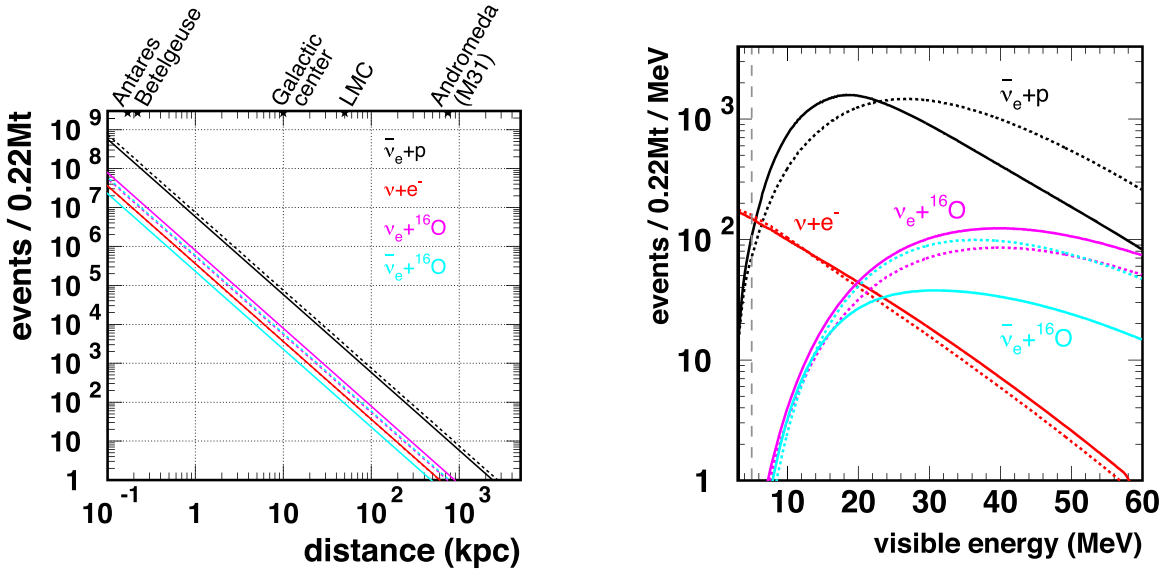 Antares
Betelgeuse
Galactic
center
LMC
Andromeda
(M31)
events / 0.22Mt
10 9
10 8
10 7
10 6
10 5
10 4
10 3
10 2
10
1
ν̄e+p
ν+e-
νe+16O
ν̄e+16O
10 -1
1
10
10 2
10 3
distance (kpc)
events / 0.22Mt / MeV
10 3
10 2
10
1
ν̄e+p
ν+e-
νe+16O
ν̄e+16O
10 20 30 40 50 60
visible energy (MeV)